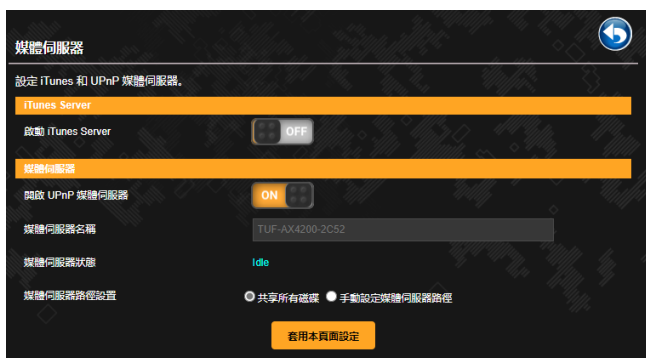 媒體伺服器
設定 iTunes 和 UPnP 媒體伺服器。
iTunes Server
啟動 iTunes Server OFF
媒體伺服器
開啟 UPnP 媒體伺服器 ON
媒體伺服器名稱 TUF-AX4200-2C52
媒體伺服器狀態 Idle
媒體伺服器路徑設置 共享所有磁碟 手動設定媒體伺服器路徑
套用本頁面設定